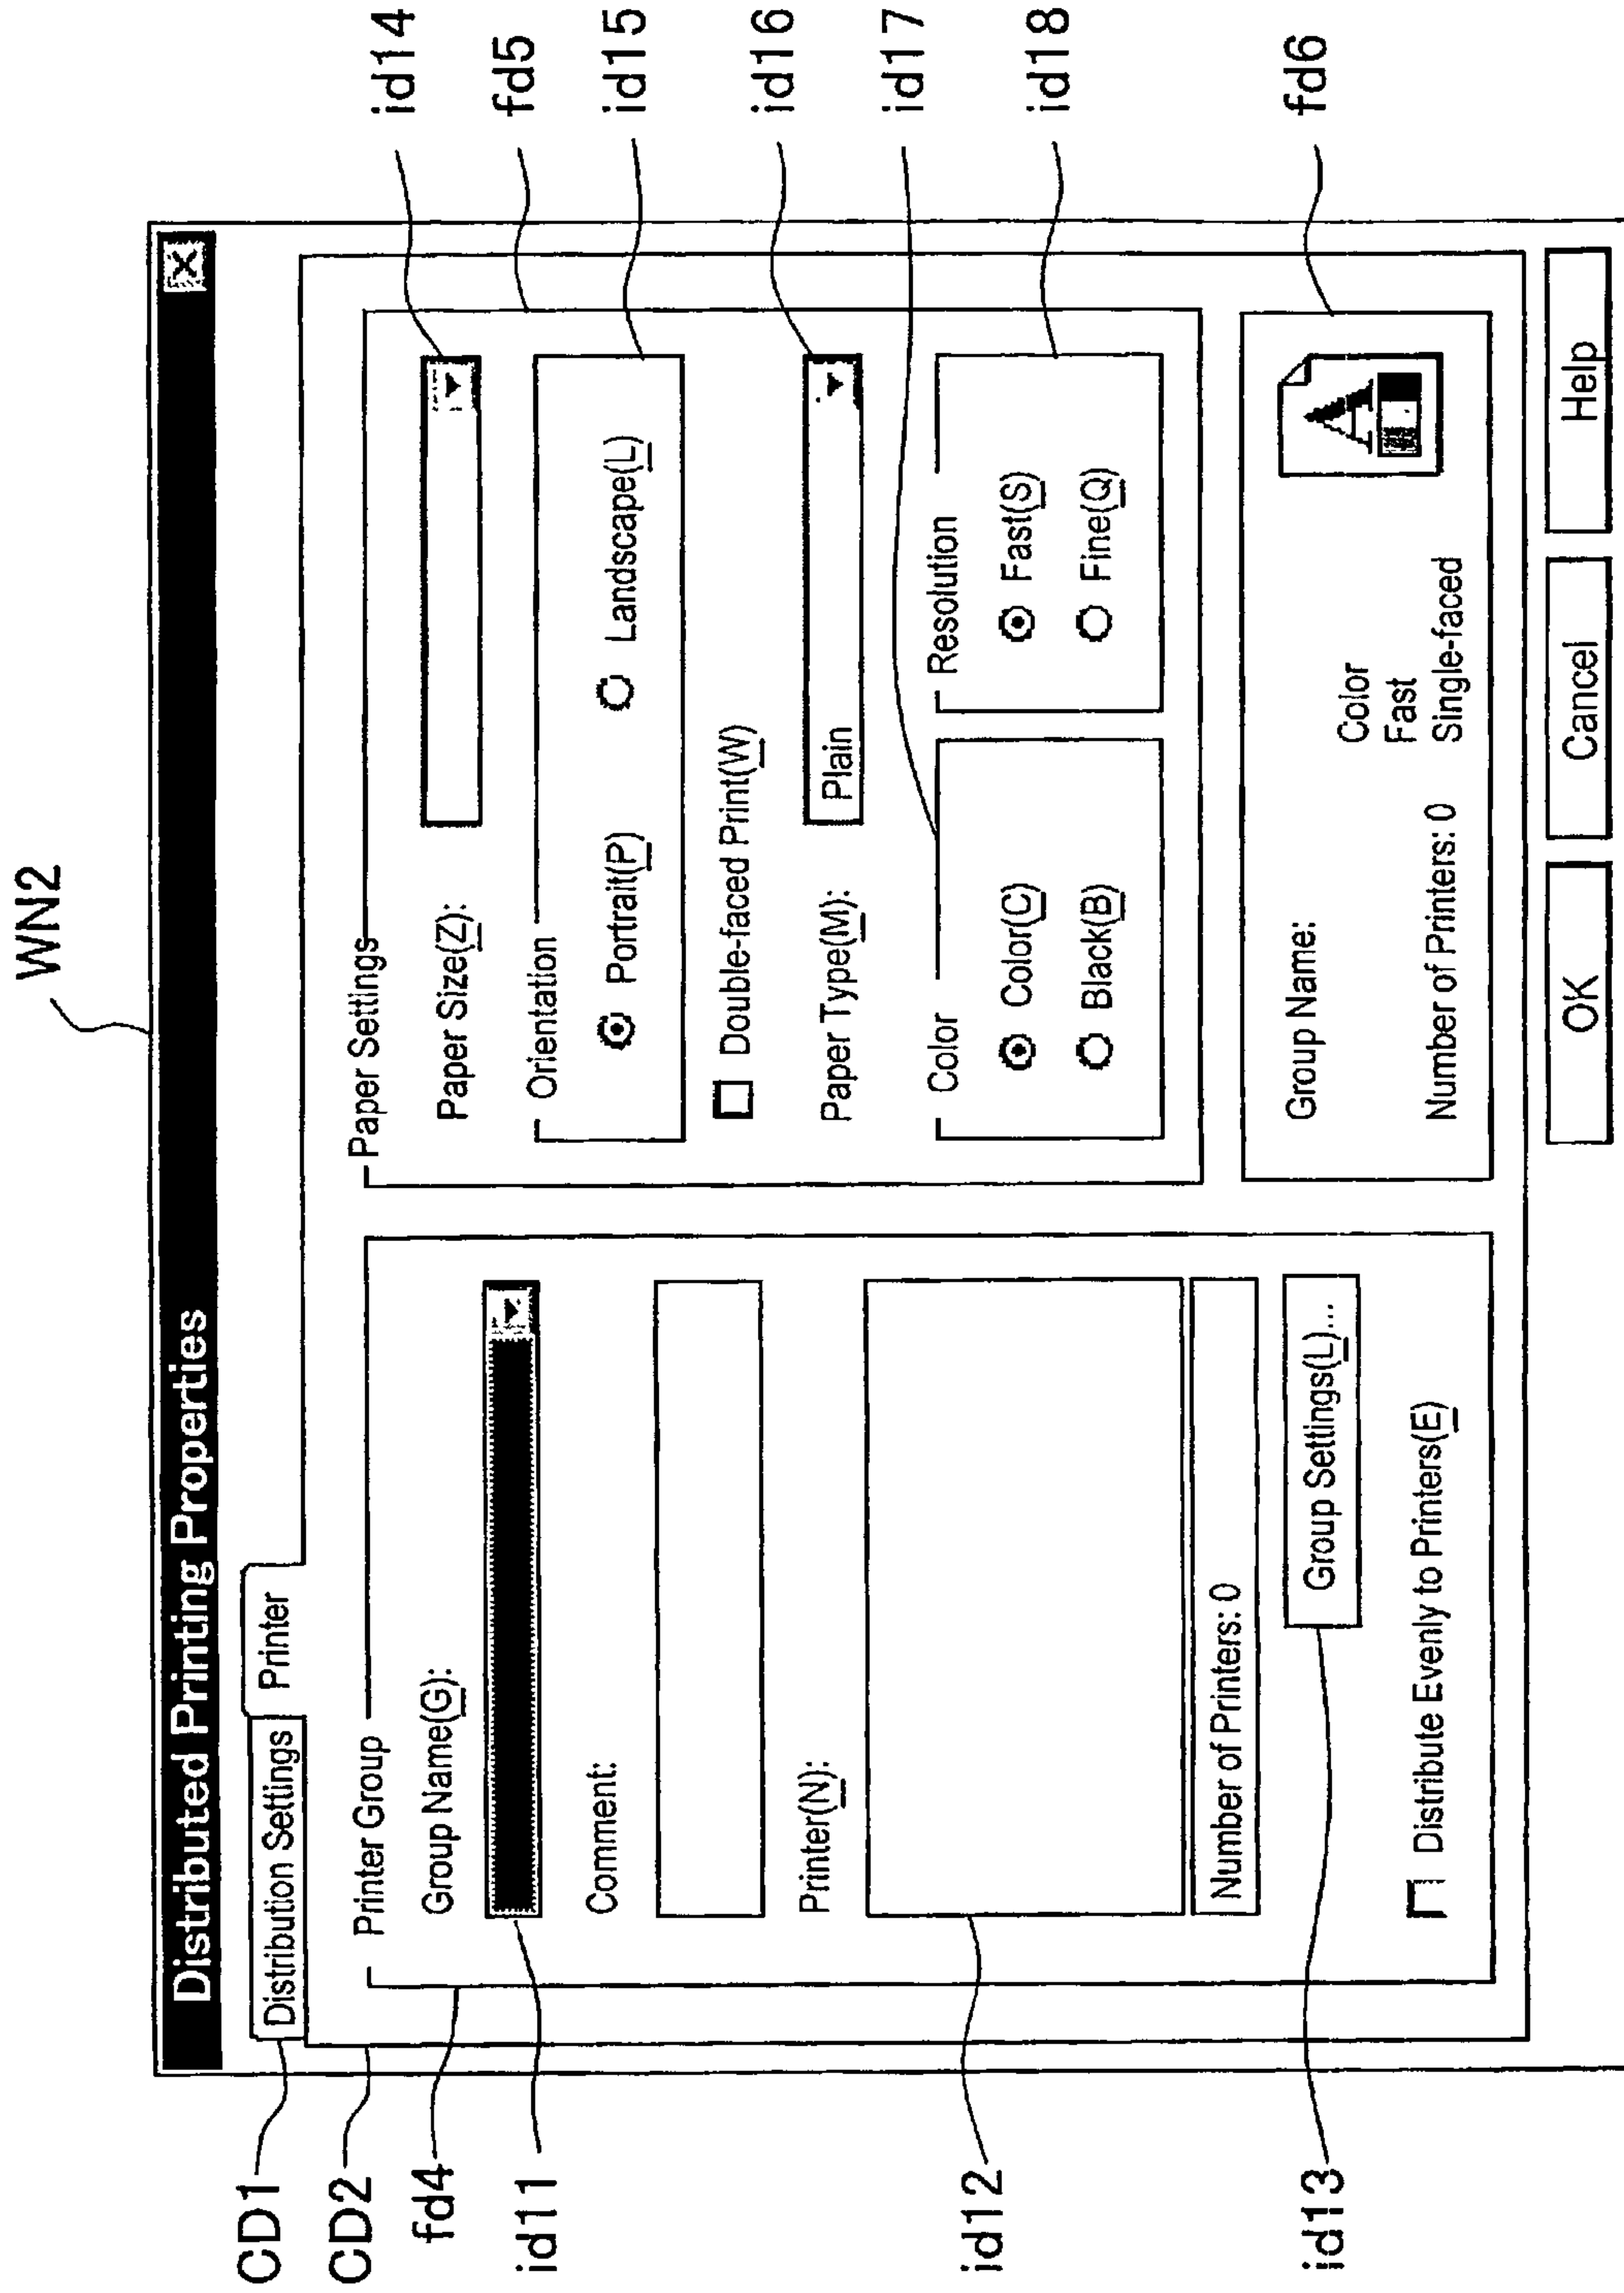 WN2
Distributed Printing Properties
CD1
Distribution Settings
Printer
CD2
fd4
Printer Group
Group Name(G):
id11
Comment:
Printer(N):
id12
Number of Printers: 0
id13
Group Settings(L)...
Distribute Evenly to Printers(E)
Paper Settings
Paper Size(Z):
id14
fd5
Orientation
Portrait(P)
Landscape(L)
id15
Double-faced Print(W)
Paper Type(M):
Plain
id16
id17
Color
Color(C)
Black(B)
Resolution
Fast(S)
Fine(Q)
id18
fd6
Group Name:
Color
Fast
Number of Printers: 0
Single-faced
A
OK
Cancel
Help